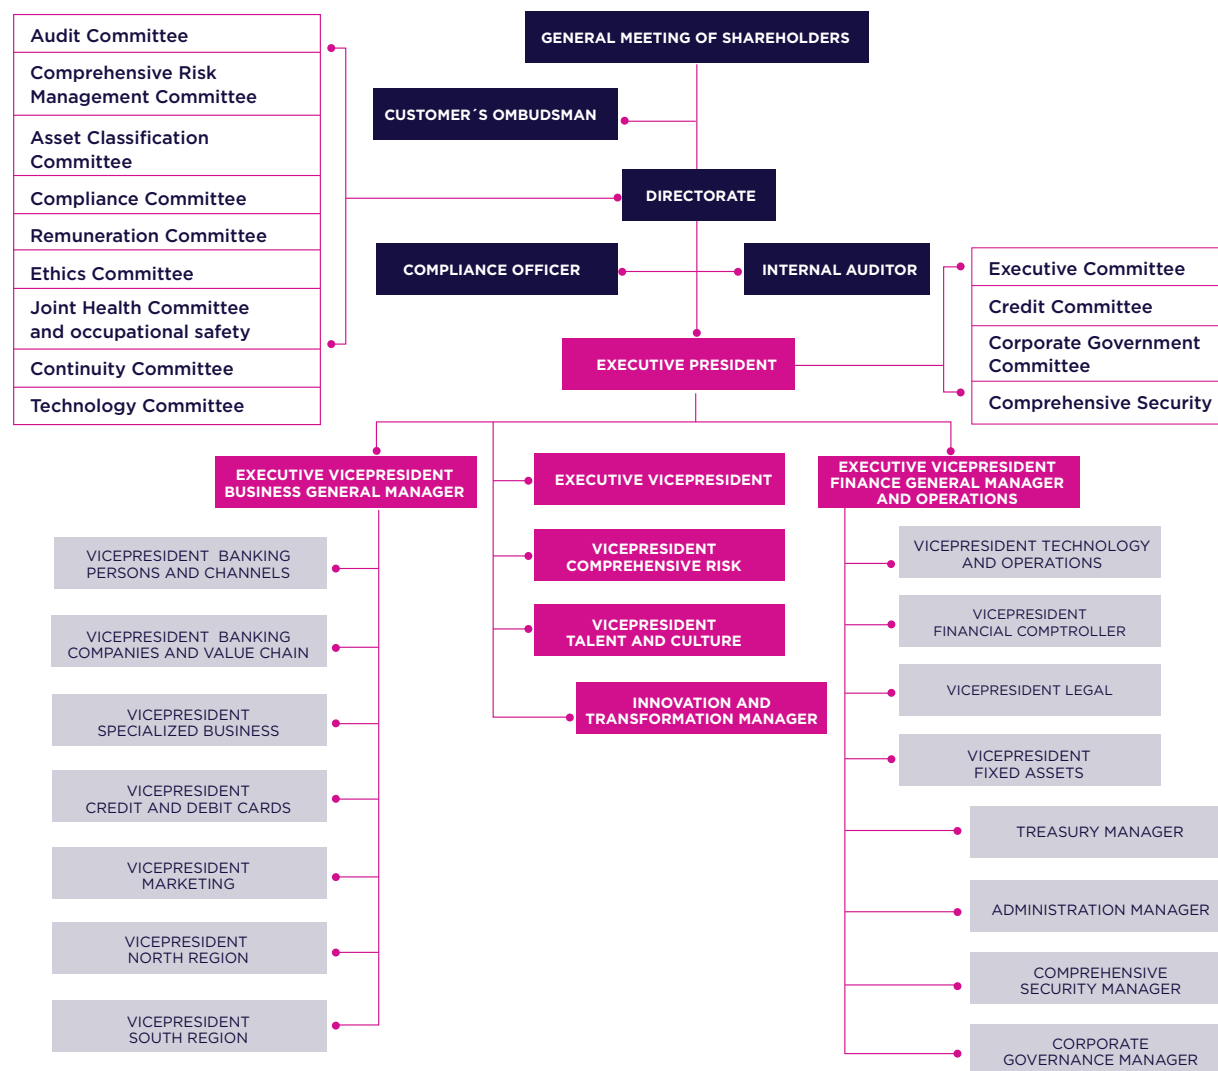 Audit Committee
Comprehensive Risk
Management Committee
Asset Classification
Committee
Compliance Committee
Remuneration Committee
Ethics Committee
Joint Health Committee
and occupational safety
Continuity Committee
Technology Committee
GENERAL MEETING OF SHAREHOLDERS
CUSTOMER´S OMBUDSMAN
DIRECTORATE
COMPLIANCE OFFICER
INTERNAL AUDITOR
EXECUTIVE PRESIDENT
Executive Committee
Credit Committee
Corporate Government
Committee
Comprehensive Security
EXECUTIVE VICEPRESIDENT
BUSINESS GENERAL MANAGER
VICEPRESIDENT BANKING
PERSONS AND CHANNELS
VICEPRESIDENT BANKING
COMPANIES AND VALUE CHAIN
VICEPRESIDENT
SPECIALIZED BUSINESS
VICEPRESIDENT
CREDIT AND DEBIT CARDS
VICEPRESIDENT
MARKETING
VICEPRESIDENT
NORTH REGION
VICEPRESIDENT
SOUTH REGION
EXECUTIVE VICEPRESIDENT
VICEPRESIDENT
COMPREHENSIVE RISK
VICEPRESIDENT
TALENT AND CULTURE
INNOVATION AND
TRANSFORMATION MANAGER
EXECUTIVE VICEPRESIDENT
FINANCE GENERAL MANAGER
AND OPERATIONS
VICEPRESIDENT TECHNOLOGY
AND OPERATIONS
VICEPRESIDENT
FINANCIAL COMPTROLLER
VICEPRESIDENT LEGAL
VICEPRESIDENT
FIXED ASSETS
TREASURY MANAGER
ADMINISTRATION MANAGER
COMPREHENSIVE
SECURITY MANAGER
CORPORATE
GOVERNANCE MANAGER